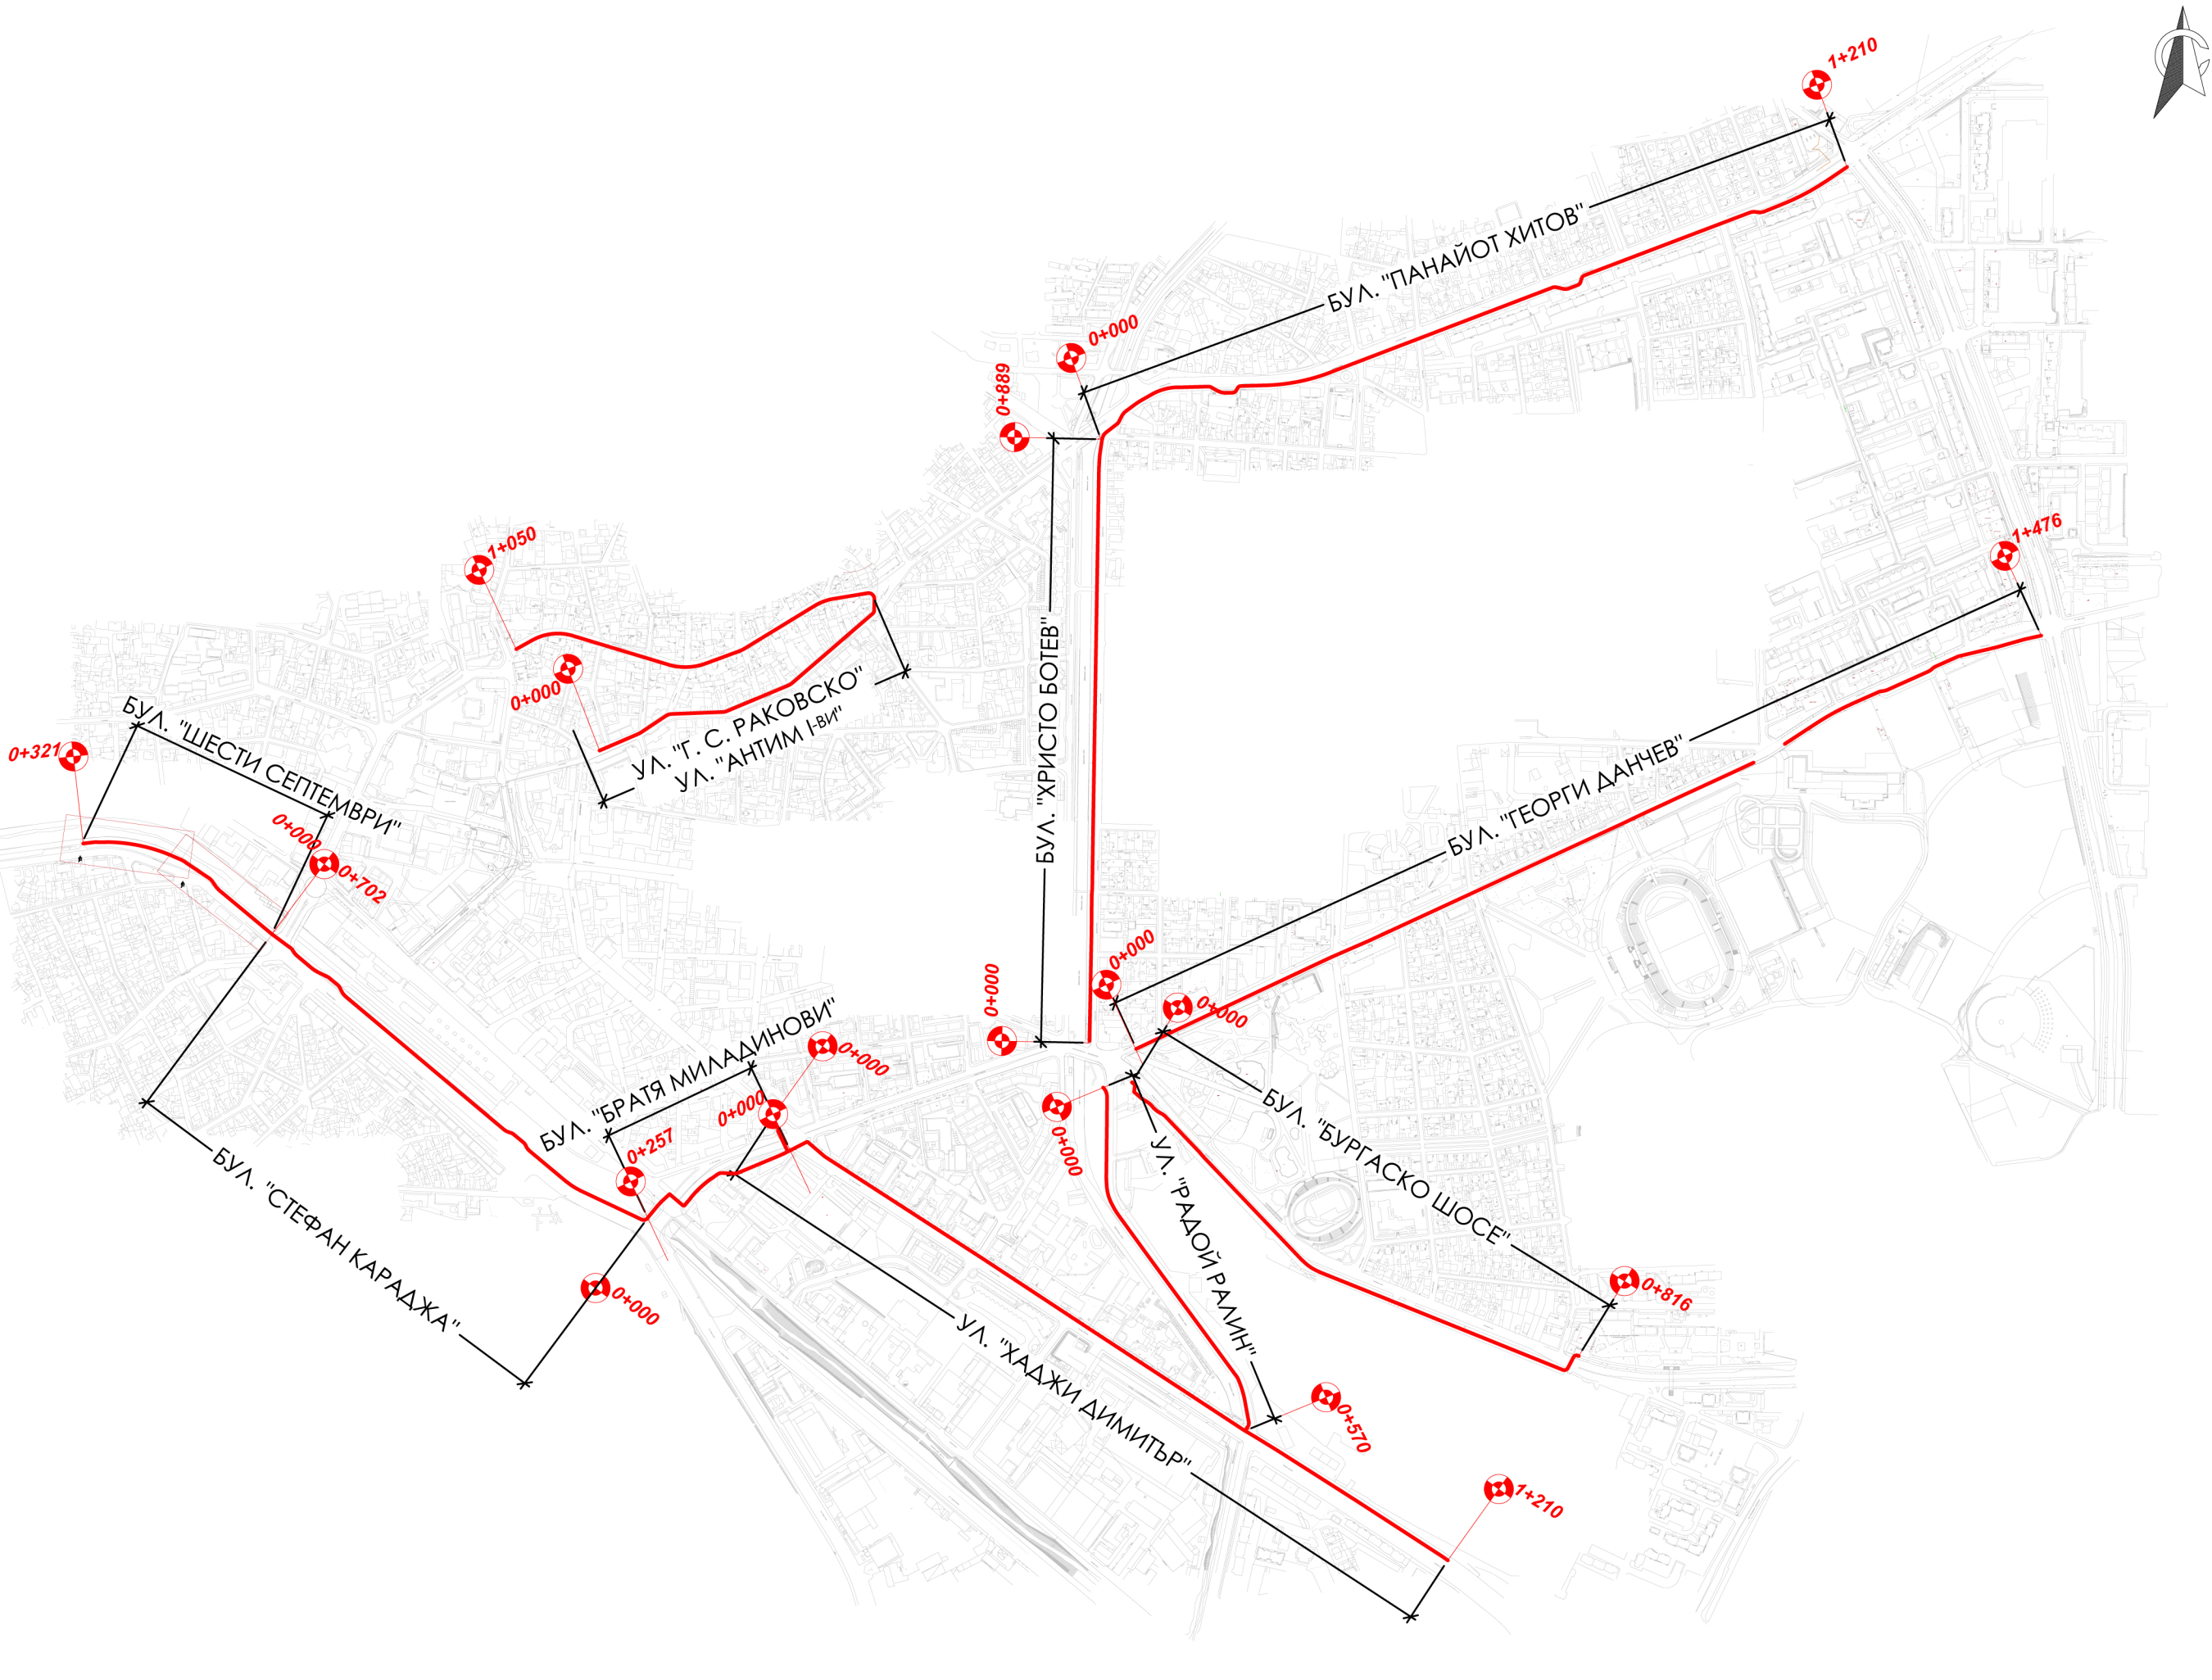 1+210
БУЛ. "ПАНАЙОТ ХИТОВ"
0+000
0+889
БУЛ. "ХРИСТО БОТЕВ"
0+000
1+050
0+000
УЛ. "Г. С. РАКОВСКО"
УЛ. "АНТИМ I-ВИ"
1+476
БУЛ. "ГЕОРГИ ДАНЧЕВ"
0+000
0+321
БУЛ. "ШЕСТИ СЕПТЕМВРИ"
0+000
0+702
БУЛ. "СТЕФАН КАРАДЖА"
0+000
БУЛ. "БРАТЯ МИЛАДИНОВИ"
0+000
0+257
0+000
УЛ. "ХАДЖИ ДИМИТЪР"
1+210
0+000
УЛ. "РАДОЙ РАЛИН"
0+570
0+000
БУЛ. "БУРГАСКО ШОСЕ"
0+816